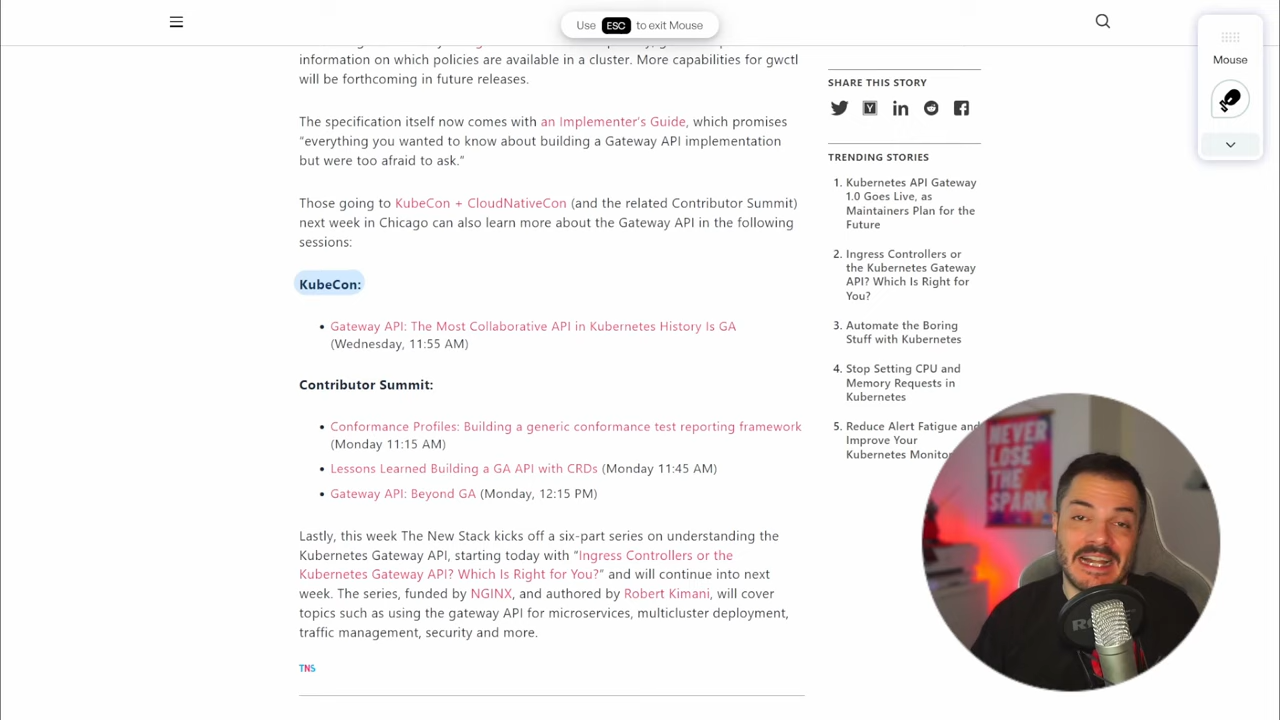 Use ESC to exit Mouse
Mouse
information on which policies are available in a cluster. More capabilities for gwctl
will be forthcoming in future releases.
The specification itself now comes with an Implementer's Guide, which promises
“everything you wanted to know about building a Gateway API implementation
but were too afraid to ask.”
Those going to KubeCon + CloudNativeCon (and the related Contributor Summit)
next week in Chicago can also learn more about the Gateway API in the following
sessions:
KubeCon:
• Gateway API: The Most Collaborative API in Kubernetes History Is GA
(Wednesday, 11:55 AM)
Contributor Summit:
• Conformance Profiles: Building a generic conformance test reporting framework
(Monday 11:15 AM)
• Lessons Learned Building a GA API with CRDs (Monday 11:45 AM)
• Gateway API: Beyond GA (Monday, 12:15 PM)
Lastly, this week The New Stack kicks off a six-part series on understanding the
Kubernetes Gateway API, starting today with “Ingress Controllers or the
Kubernetes Gateway API? Which Is Right for You?” and will continue into next
week. The series, funded by NGINX, and authored by Robert Kimani, will cover
topics such as using the gateway API for microservices, multicluster deployment,
traffic management, security and more.
TNS
SHARE THIS STORY
TRENDING STORIES
1. Kubernetes API Gateway
1.0 Goes Live, as
Maintainers Plan for the
Future
2. Ingress Controllers or
the Kubernetes Gateway
API? Which Is Right for
You?
3. Automate the Boring
Stuff with Kubernetes
4. Stop Setting CPU and
Memory Requests in
Kubernetes
5. Reduce Alert Fatigue and
Improve Your
Kubernetes
NEVER
LOSE
THE
SPARK